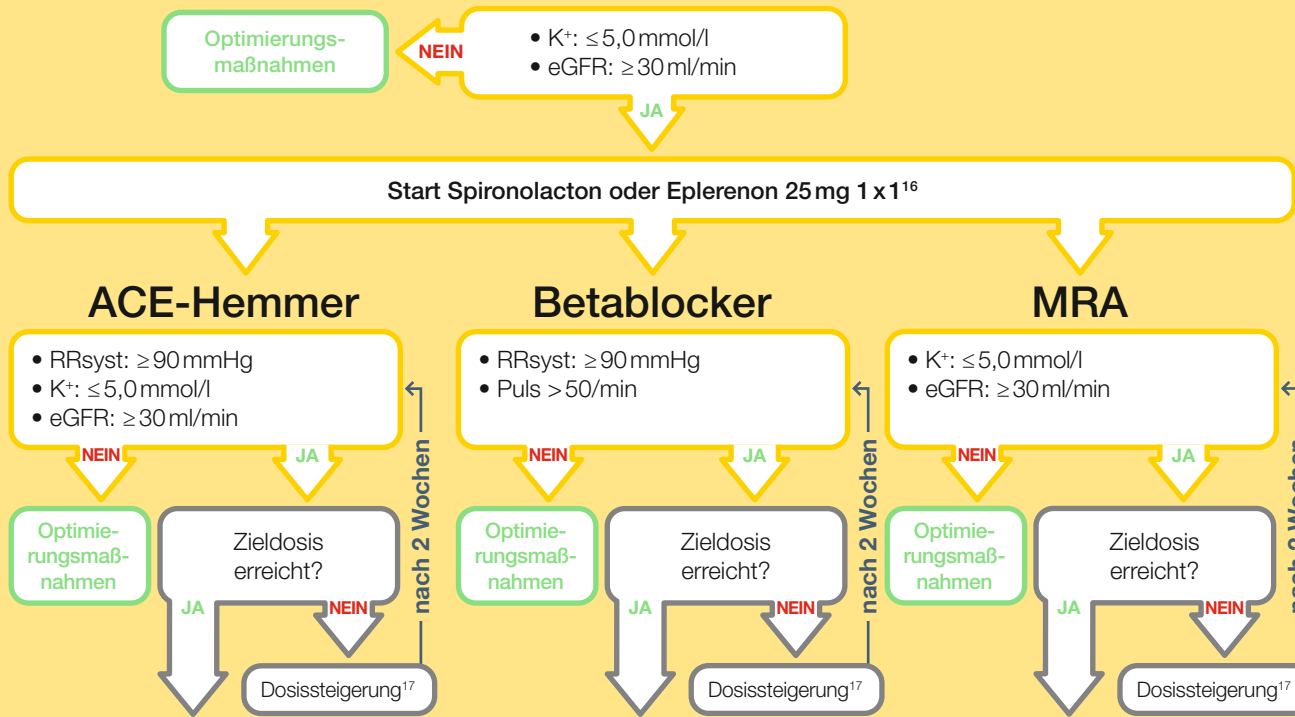 Optimierungs-
maßnahmen
NEIN
• K⁺: ≤ 5,0 mmol/l
• eGFR: ≥ 30 ml/min
JA
Start Spironolacton oder Eplerenon 25 mg 1 x 1¹⁶
ACE-Hemmer
• RRsyst: ≥ 90 mmHg
• K⁺: ≤ 5,0 mmol/l
• eGFR: ≥ 30 ml/min
NEIN
JA
Optimie-
rungsmaß-
nahmen
Zieldosis
erreicht?
JA
NEIN
Dosissteigerung¹⁷
nach 2 Wochen
Betablocker
• RRsyst: ≥ 90 mmHg
• Puls > 50/min
NEIN
JA
Optimie-
rungsmaß-
nahmen
Zieldosis
erreicht?
JA
NEIN
Dosissteigerung¹⁷
nach 2 Wochen
MRA
• K⁺: ≤ 5,0 mmol/l
• eGFR: ≥ 30 ml/min
NEIN
JA
Optimie-
rungsmaß-
nahmen
Zieldosis
erreicht?
JA
NEIN
Dosissteigerung¹⁷
nach 2 Wochen